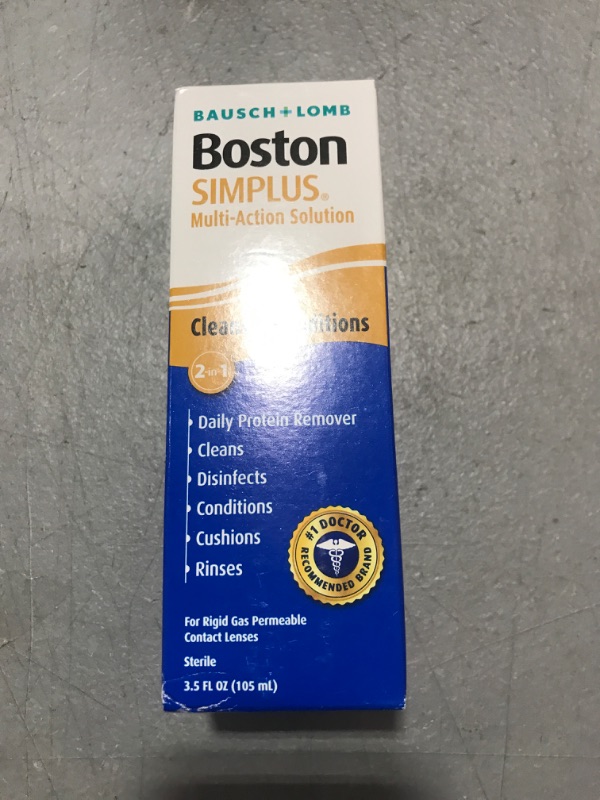 BAUSCH+LOMB
Boston
SIMPLUS®
Multi-Action Solution
2-in-1
Daily Protein Remover
Cleans
Disinfects
Conditions
Cushions
Rinses
#1 DOCTOR
RECOMMENDED BRAND
For Rigid Gas Permeable
Contact Lenses
Sterile
3.5 FL OZ (105 mL)